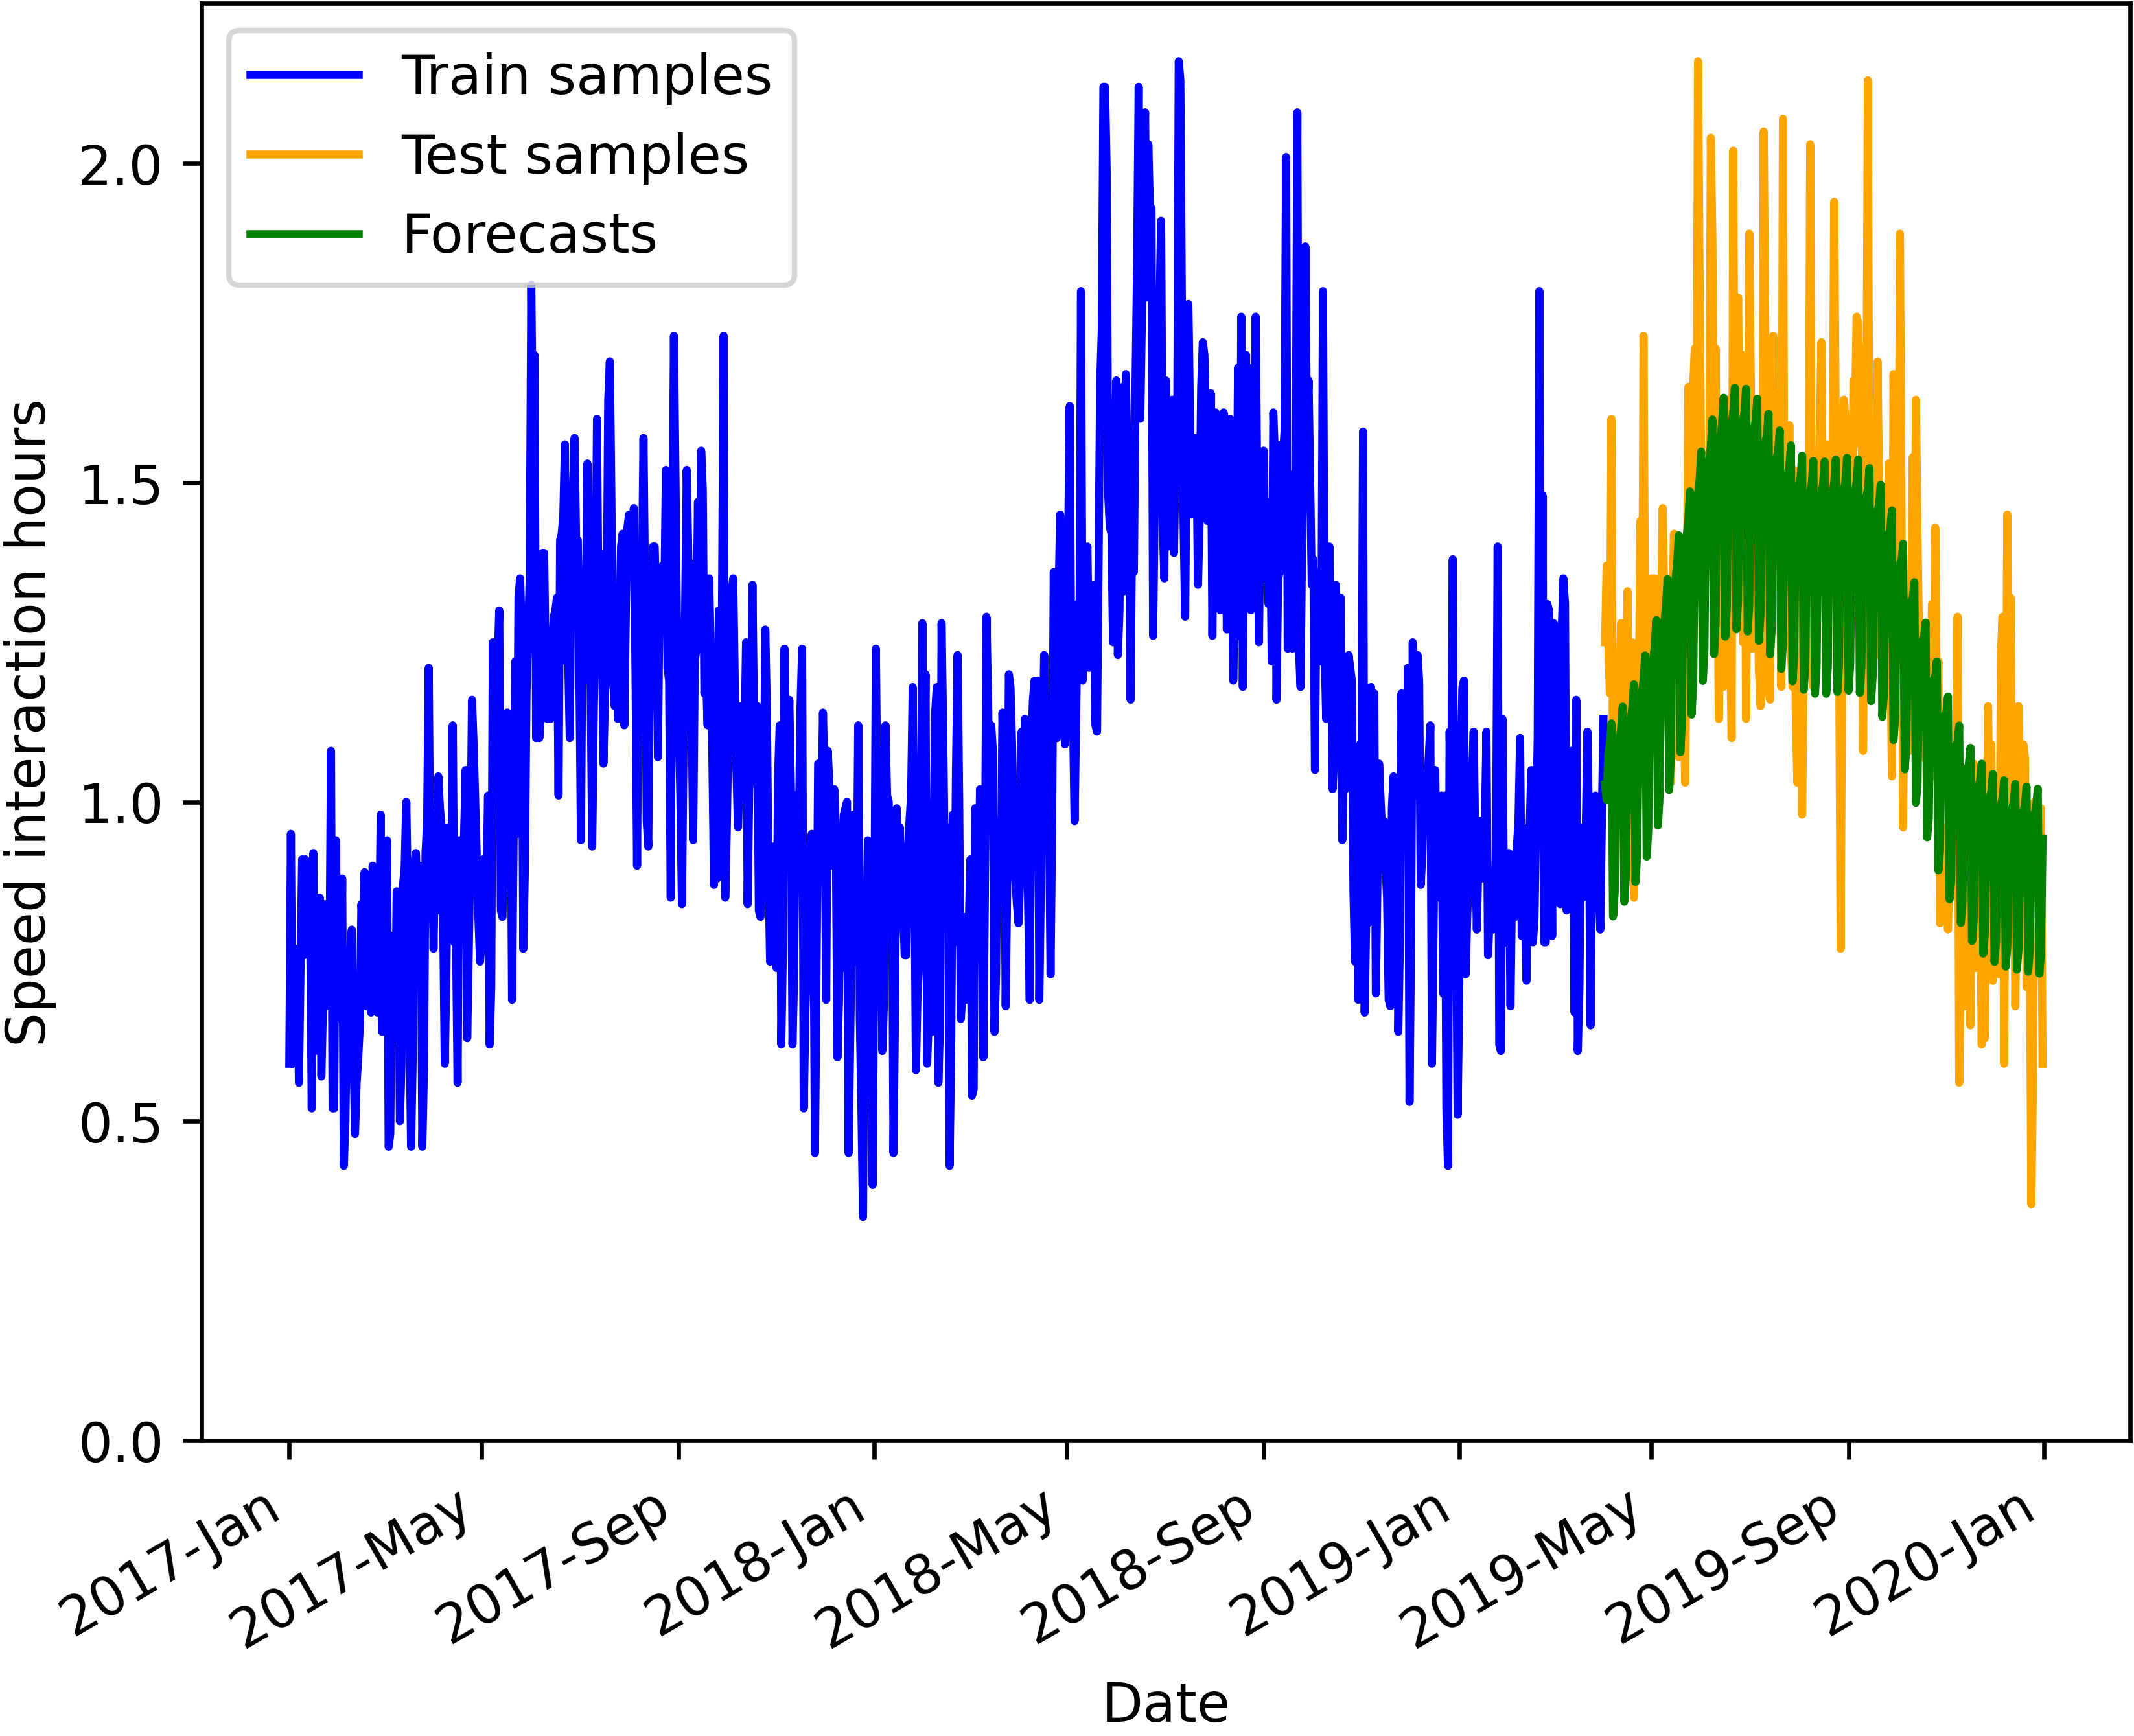 Train samples
Test samples
Forecasts
Speed interaction hours
2.0
1.5
1.0
0.5
0.0
2017-Jan
2017-May
2017-Sep
2018-Jan
2018-May
2018-Sep
2019-Jan
2019-May
2019-Sep
2020-Jan
Date